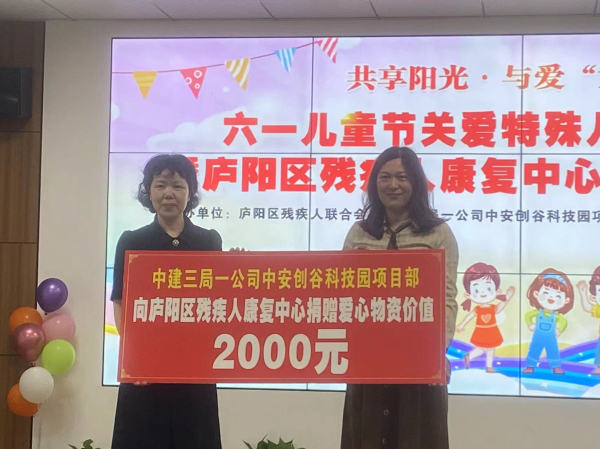 共享阳光·与爱“
六一儿童节关爱特殊人
庐阳区残疾人康复中心
办单位：庐阳区残疾人联合会
一公司中安创谷科技园项目
中建三局一公司中安创谷科技园项目部
向庐阳区残疾人康复中心捐赠爱心物资价值
2000元